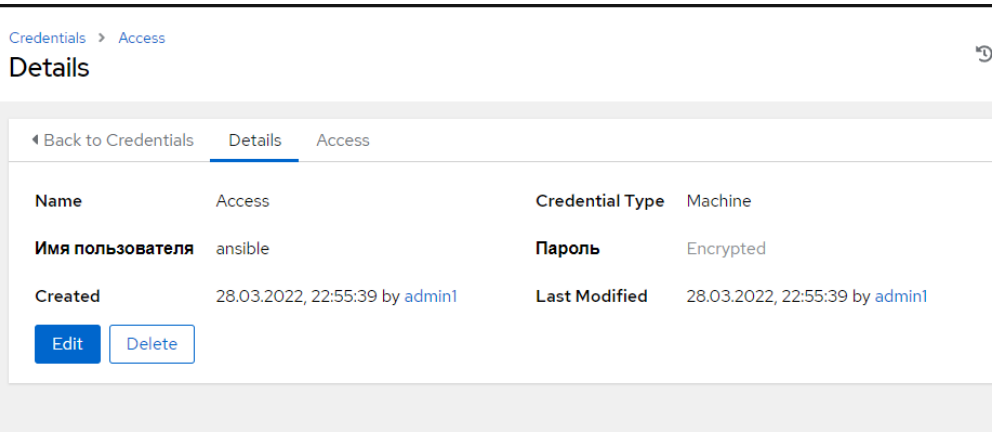 Credentials > Access
Details
Back to Credentials Details Access
Name Access Credential Type Machine
Имя пользователя ansible Пароль Encrypted
Created 28.03.2022, 22:55:39 by admin1 Last Modified 28.03.2022, 22:55:39 by admin1
Edit Delete